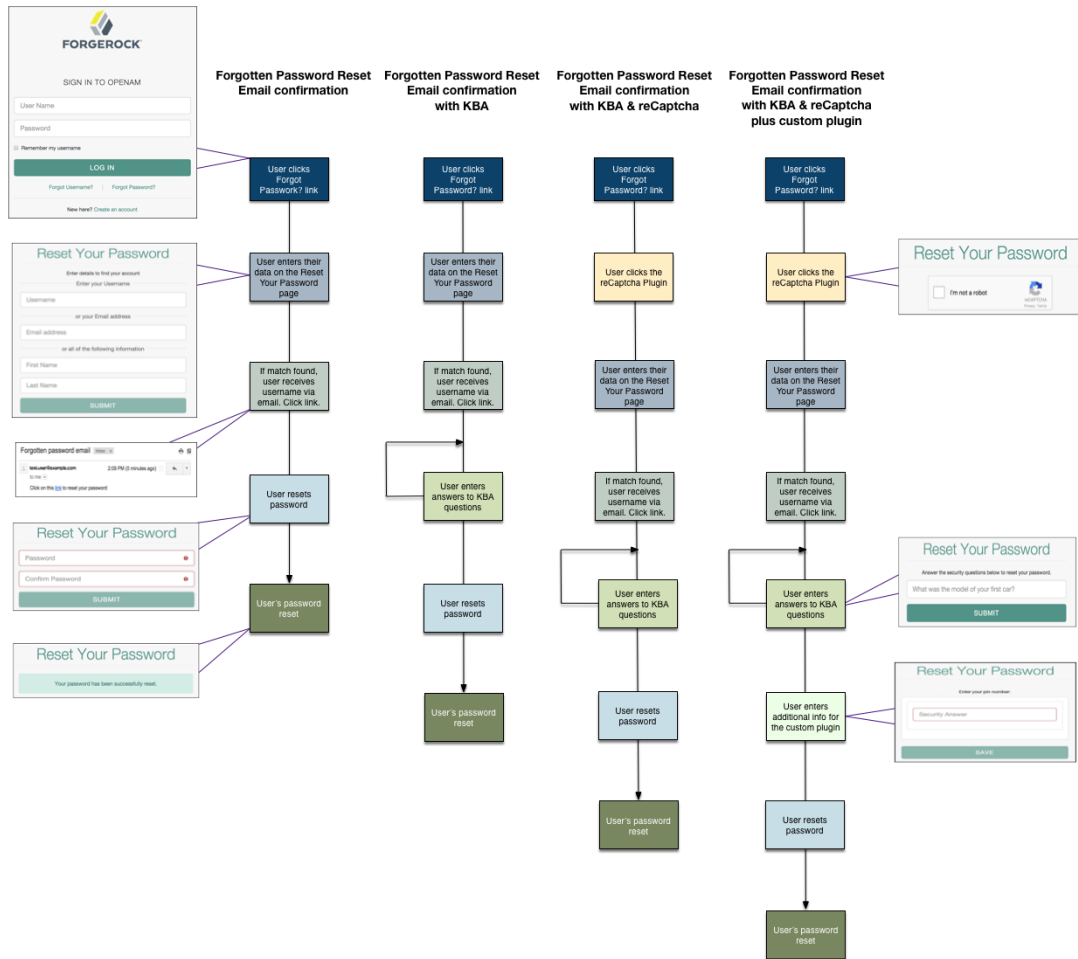 FORGEROCK
SIGN IN TO OPENAM
User Name
Password
Remember my username
LOG IN
Forgot Username?
Forgot Password?
New here? Create an account
Reset Your Password
Enter details to find your account
Enter your Username
Username
or your Email address
Email address
or all of the following information
First Name
Last Name
SUBMIT
Forgotten password email
Inbox x
test.user@example.com
2:09 PM (0 minutes ago)
to me
Click on this link to reset your password
Reset Your Password
Password
Confirm Password
SUBMIT
Reset Your Password
Your password has been successfully reset.
Forgotten Password Reset
Email confirmation
User clicks
Forgot
Passwork? link
User enters their
data on the Reset
Your Password
page
If match found,
user receives
username via
email. Click link.
User resets
password
User's password
reset
Forgotten Password Reset
Email confirmation
with KBA
User clicks
Forgot
Password? link
User enters their
data on the Reset
Your Password
page
If match found,
user receives
username via
email. Click link.
User enters
answers to KBA
questions
User resets
password
User's password
reset
Forgotten Password Reset
Email confirmation
with KBA & reCaptcha
User clicks
Forgot
Password? link
User clicks the
reCaptcha Plugin
User enters their
data on the Reset
Your Password
page
If match found,
user receives
username via
email. Click link.
User enters
answers to KBA
questions
User resets
password
User's password
reset
Forgotten Password Reset
Email confirmation
with KBA & reCaptcha
plus custom plugin
User clicks
Forgot
Password? link
User clicks the
reCaptcha Plugin
User enters their
data on the Reset
Your Password
page
If match found,
user receives
username via
email. Click link.
User enters
answers to KBA
questions
User enters
additional info for
the custom plugin
User resets
password
User's password
reset
Reset Your Password
I'm not a robot
reCAPTCHA
Privacy - Terms
Reset Your Password
Answer the security questions below to reset your password.
What was the model of your first car?
SUBMIT
Reset Your Password
Enter your pin number:
Security Answer
SAVE